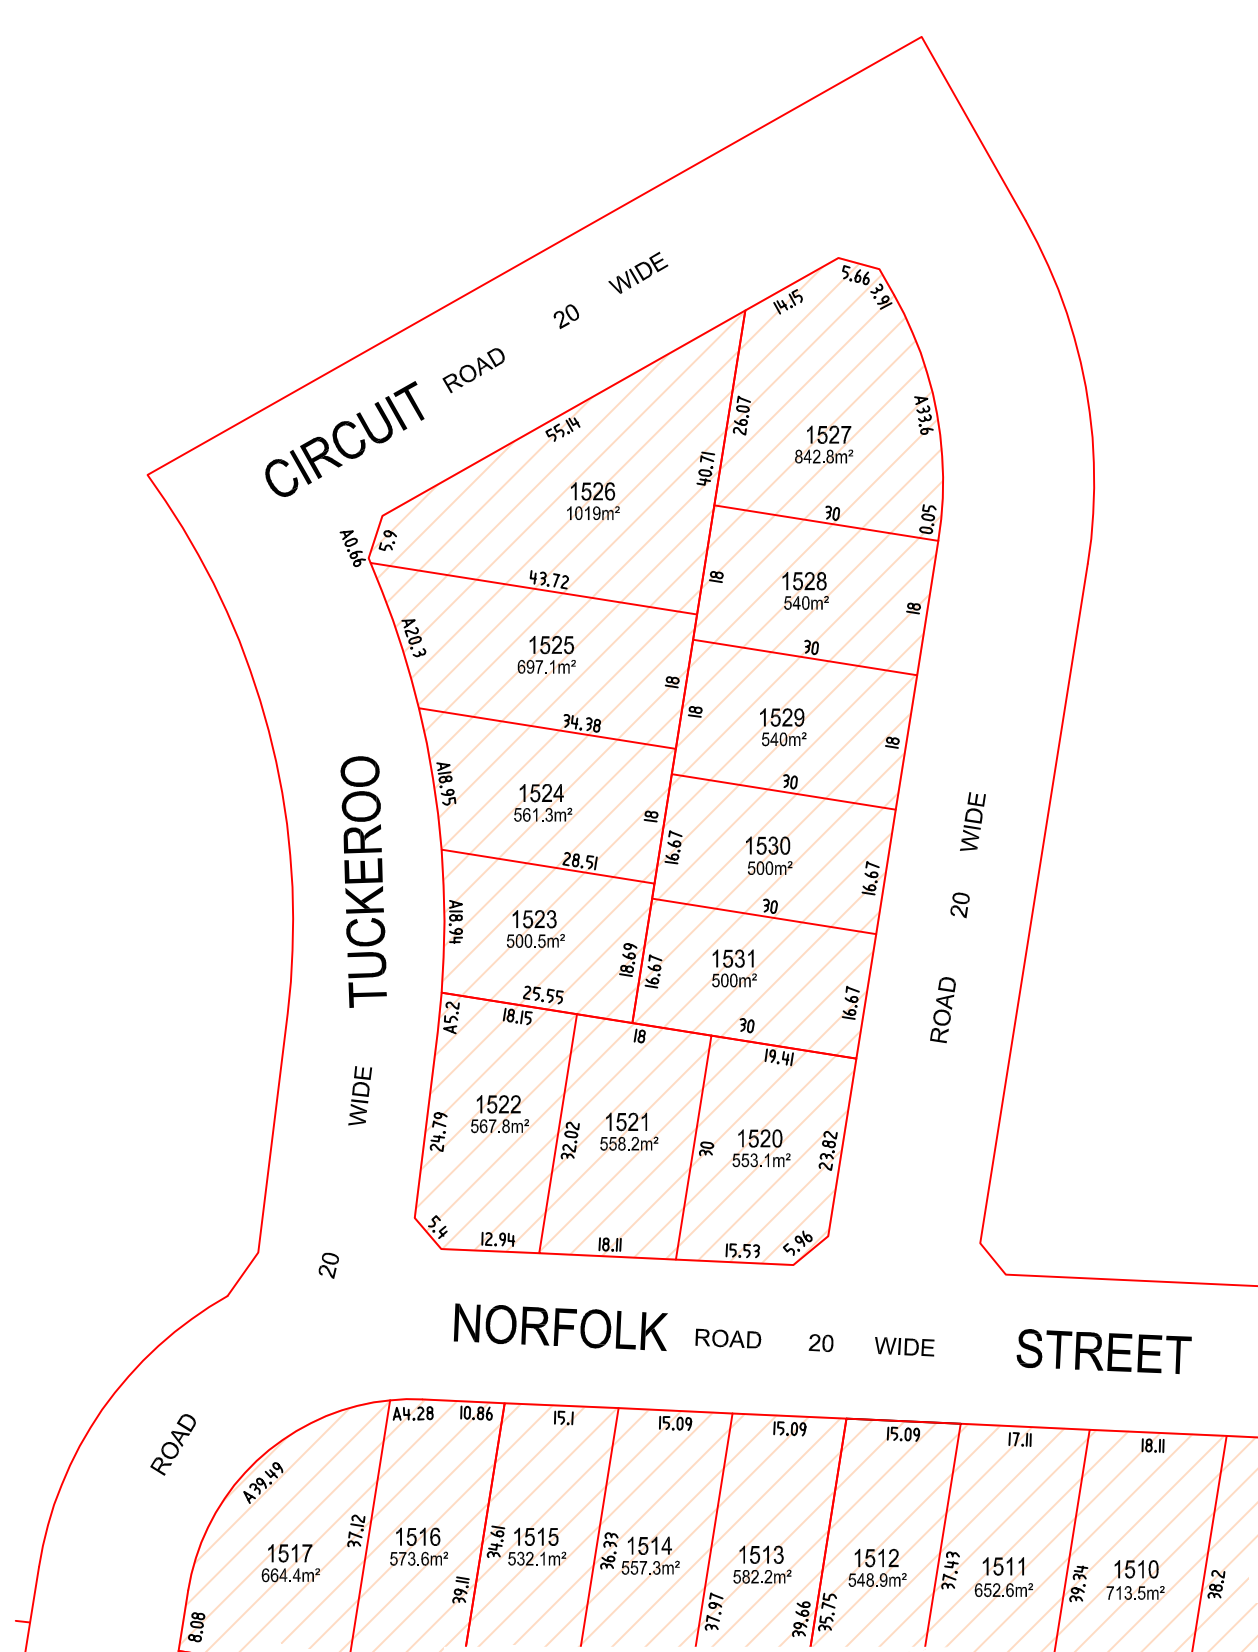 CIRCUIT ROAD 20 WIDE
14.15
5.66
3.91
A33.6
26.07
1527
842.8m²
0.05
30
55.14
40.71
1526
1019m²
A0.66
5.9
43.72
18
1528
540m²
18
30
A20.3
1525
697.1m²
18
34.38
18
1529
540m²
18
30
A18.95
1524
561.3m²
18
28.51
16.67
1530
500m²
16.67
30
A18.94
1523
500.5m²
18.69
25.55
16.67
1531
500m²
16.67
30
A5.2
18.15
18
19.41
24.79
1522
567.8m²
32.02
1521
558.2m²
30
1520
553.1m²
23.82
5.4
12.94
18.11
15.53
5.96
TUCKEROO
WIDE
20
ROAD
WIDE
20
ROAD
NORFOLK ROAD 20 WIDE STREET
A4.28
10.86
15.1
15.09
15.09
15.09
17.11
18.11
A39.49
1517
664.4m²
8.08
37.12
1516
573.6m²
39.11
34.61
1515
532.1m²
36.33
1514
557.3m²
37.97
1513
582.2m²
39.66
35.75
1512
548.9m²
37.43
1511
652.6m²
39.34
1510
713.5m²
38.2